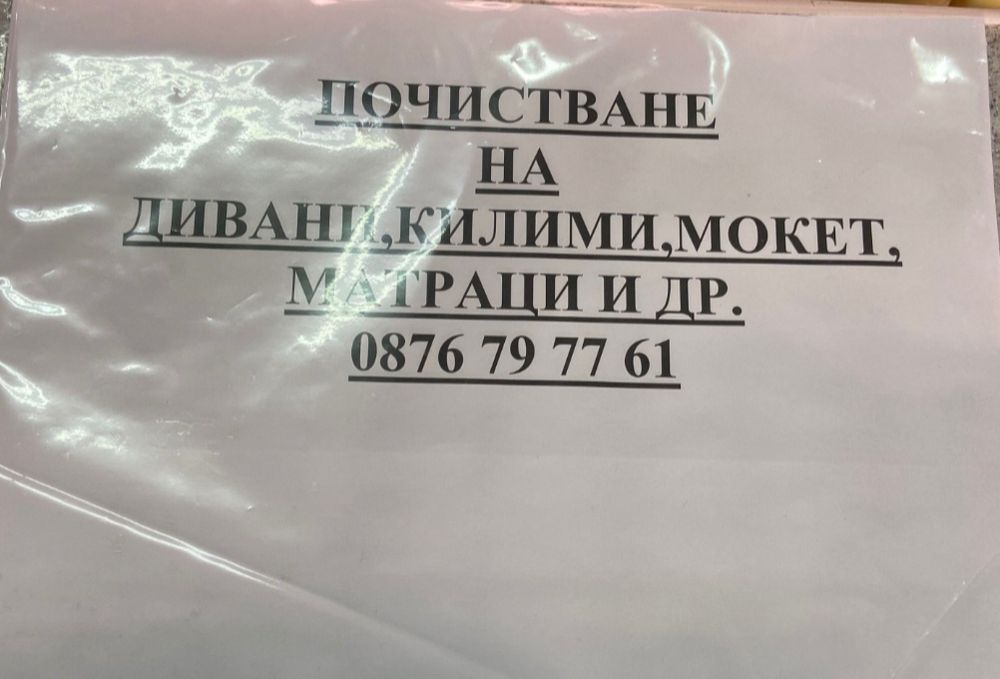 ПОЧИСТВАНЕ
НА
ДИВАНИ,КИЛИМИ,МОКЕТ,
МАТРАЦИ И ДР.
0876 79 77 61